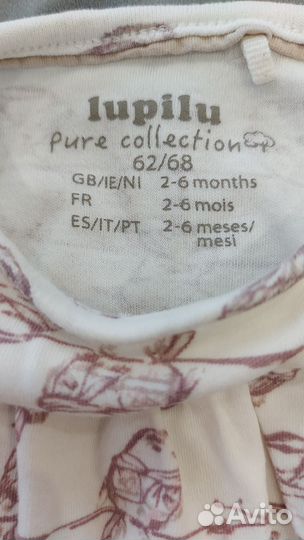 lupilu
pure collection
62/68
GB/IE/NI 2-6 months
FR 2-6 mois
ES/IT/PT 2-6 meses/
mesi
Avito